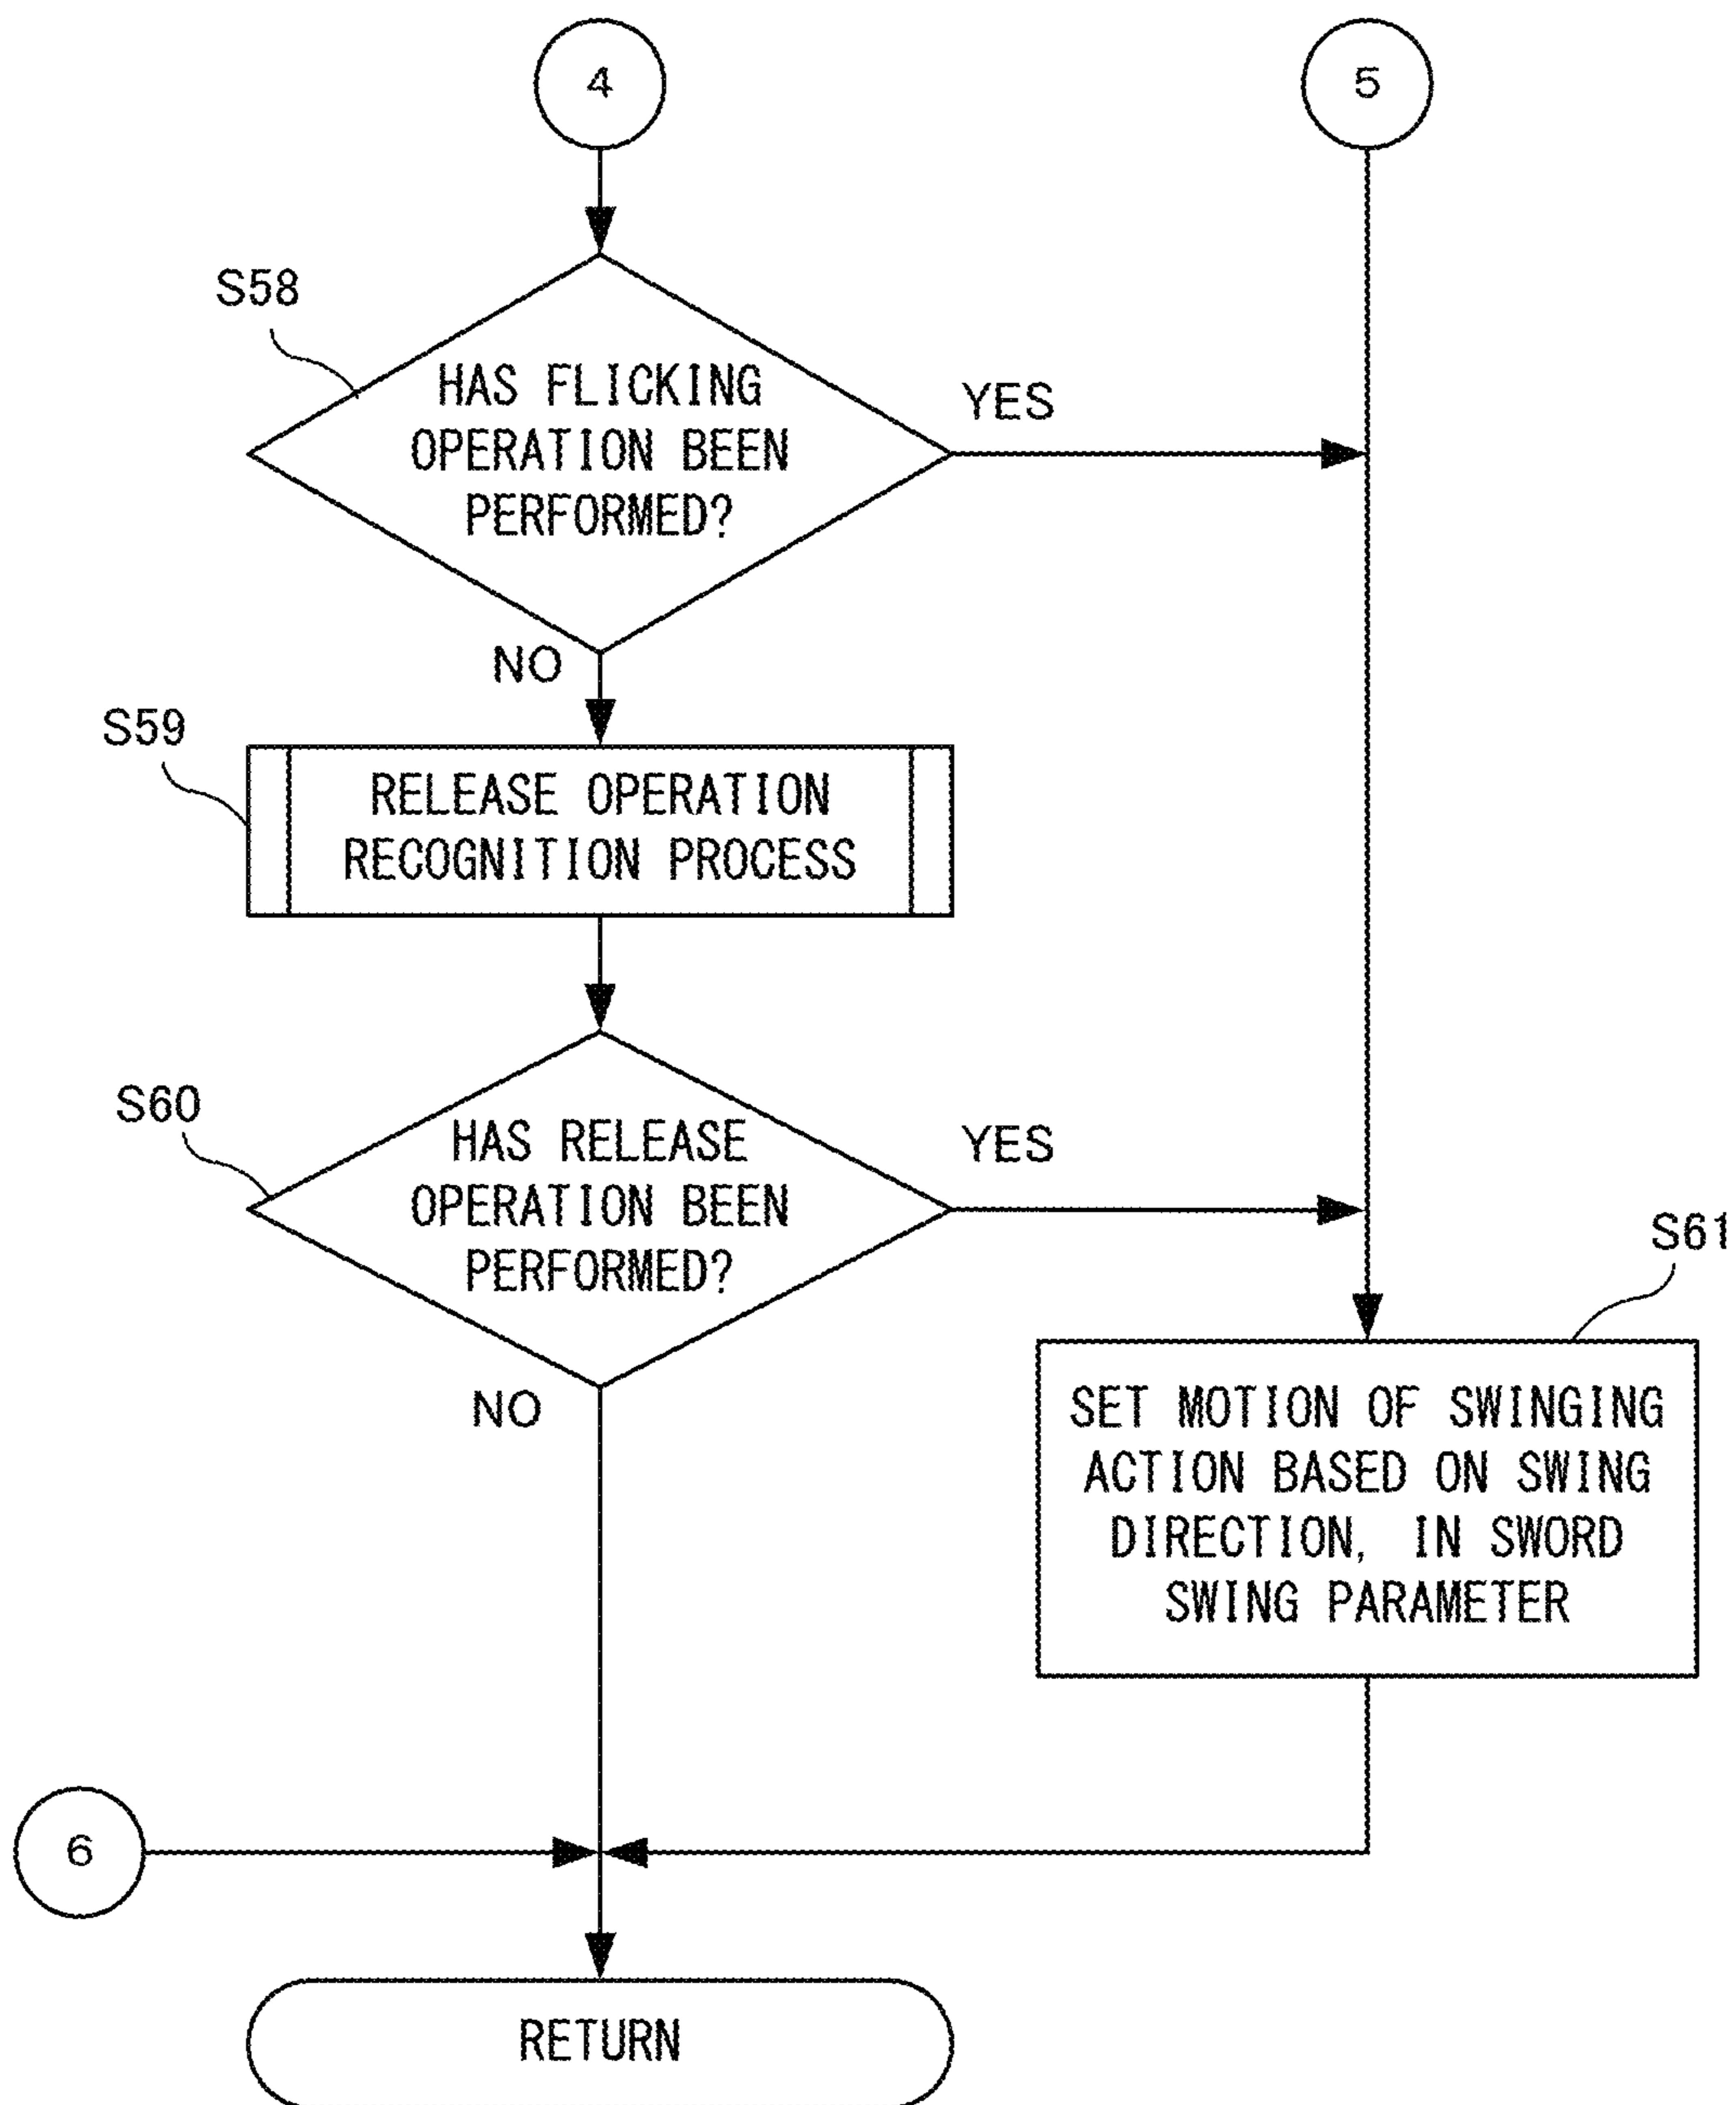 4
5
S58
HAS FLICKING
OPERATION BEEN
PERFORMED?
YES
NO
S59
RELEASE OPERATION
RECOGNITION PROCESS
S60
HAS RELEASE
OPERATION BEEN
PERFORMED?
YES
NO
S61
SET MOTION OF SWINGING
ACTION BASED ON SWING
DIRECTION, IN SWORD
SWING PARAMETER
6
RETURN